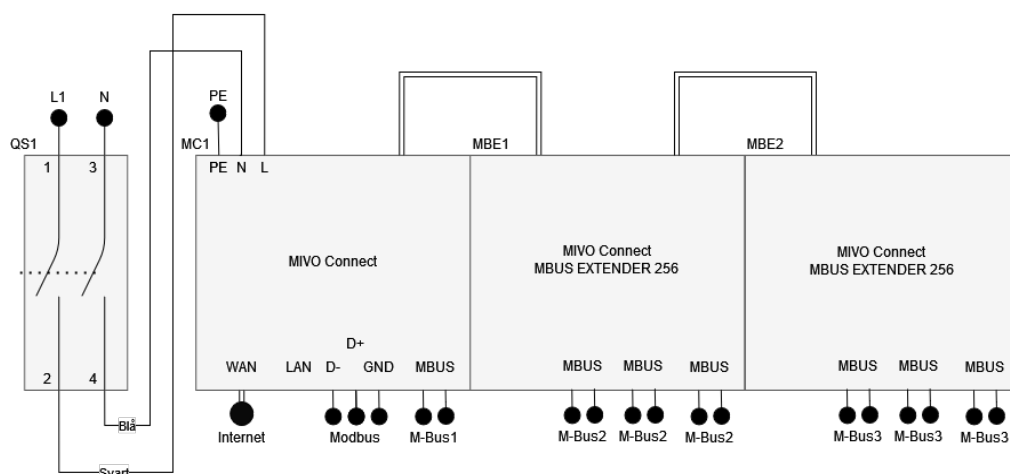 L1 N
PE
QS1
MC1
MBE1
MBE2
1 3
PE N L
MIVO Connect
MIVO Connect
MBUS EXTENDER 256
MIVO Connect
MBUS EXTENDER 256
D+
WAN LAN D- GND MBUS
MBUS MBUS MBUS
MBUS MBUS MBUS
2 4
Internet Modbus M-Bus1
M-Bus2 M-Bus2 M-Bus2
M-Bus3 M-Bus3 M-Bus3
Blå
Svart